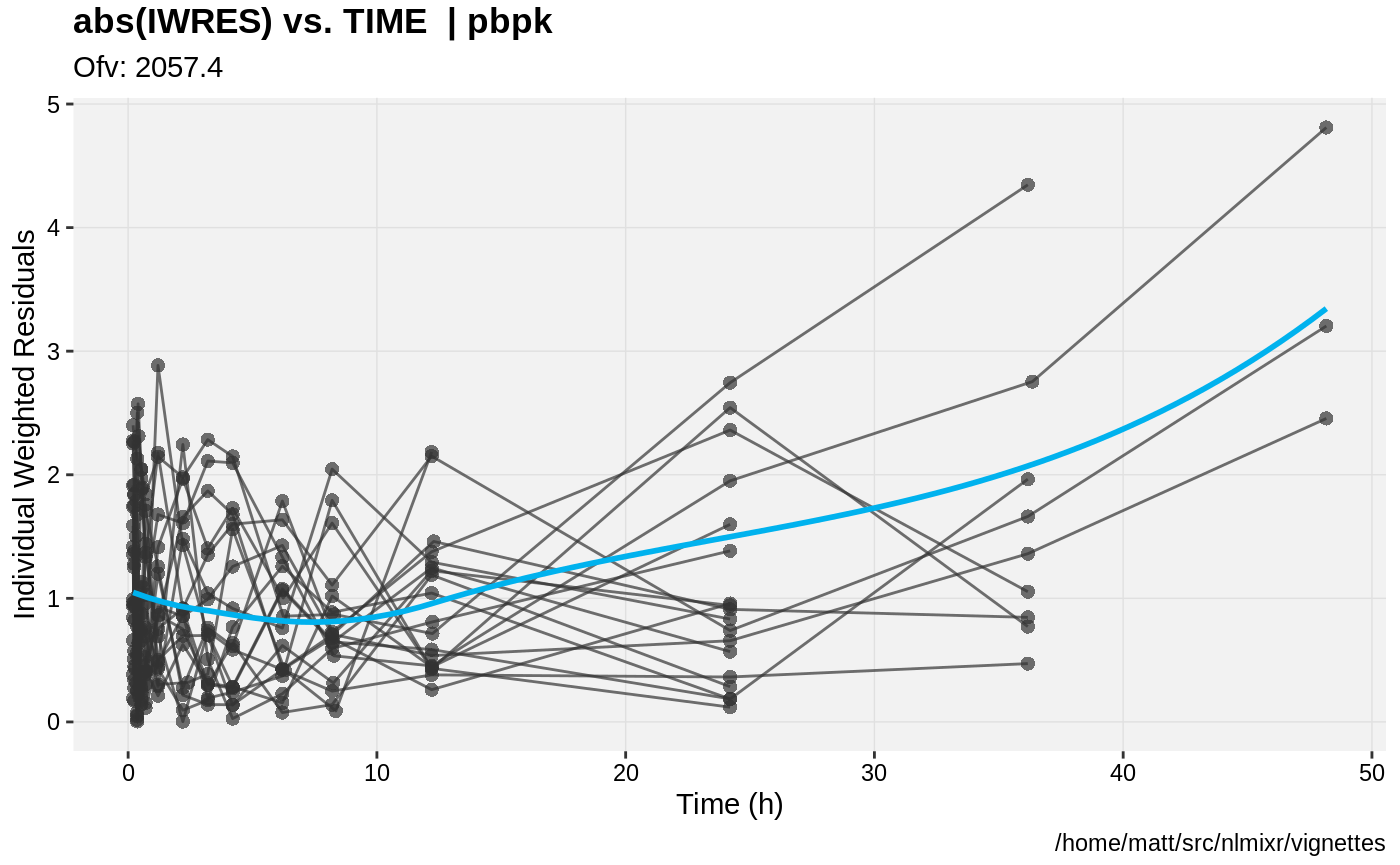 abs(IWRES) vs. TIME  | pbpk
Ofv: 2057.4
Individual Weighted Residuals
5
4
3
2
1
0
0 10 20 30 40 50
Time (h)
/home/matt/src/nlmixr/vignettes